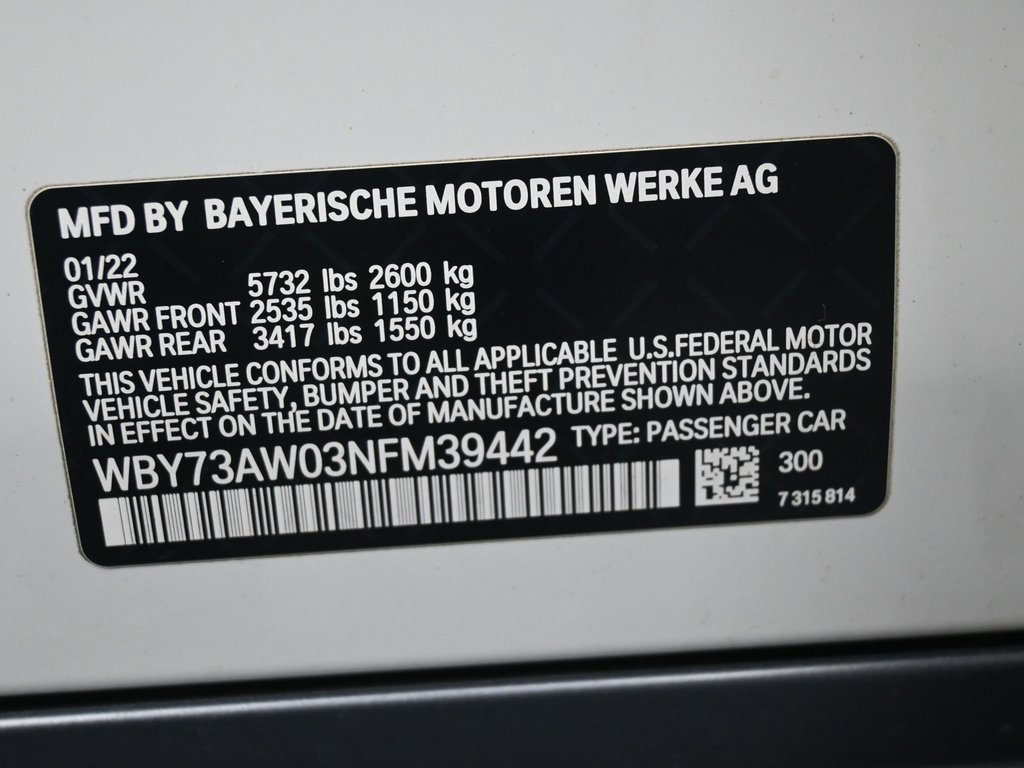 MFD BY BAYERISCHE MOTOREN WERKE AG
01/22
GVWR 5732 lbs 2600 kg
GAWR FRONT 2535 lbs 1150 kg
GAWR REAR 3417 lbs 1550 kg
THIS VEHICLE CONFORMS TO ALL APPLICABLE U.S.FEDERAL MOTOR
VEHICLE SAFETY, BUMPER AND THEFT PREVENTION STANDARDS
IN EFFECT ON THE DATE OF MANUFACTURE SHOWN ABOVE.
WBY73AW03NFM39442 TYPE: PASSENGER CAR
300
7 315 814